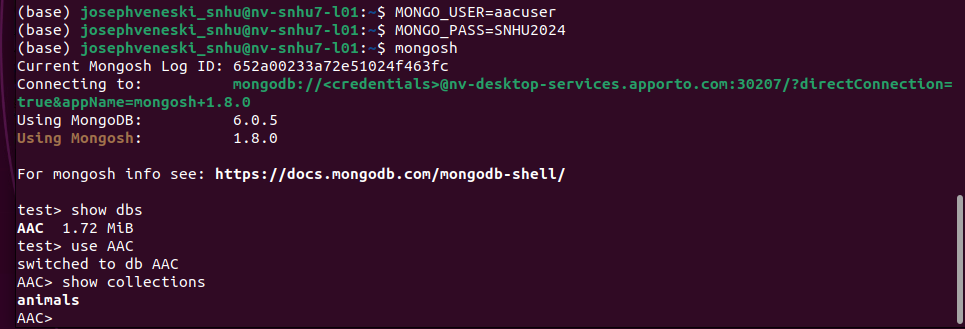 (base) josephveneski_snhu@nv-snhu7-l01:~$ MONGO_USER=aacuser
(base) josephveneski_snhu@nv-snhu7-l01:~$ MONGO_PASS=SNHU2024
(base) josephveneski_snhu@nv-snhu7-l01:~$ mongosh
Current Mongosh Log ID: 652a00233a72e51024f463fc
Connecting to: mongodb://<credentials>@nv-desktop-services.apporto.com:30207/?directConnection=
true&appName=mongosh+1.8.0
Using MongoDB: 6.0.5
Using Mongosh: 1.8.0
For mongosh info see: https://docs.mongodb.com/mongodb-shell/
test> show dbs
AAC 1.72 MiB
test> use AAC
switched to db AAC
AAC> show collections
animals
AAC>